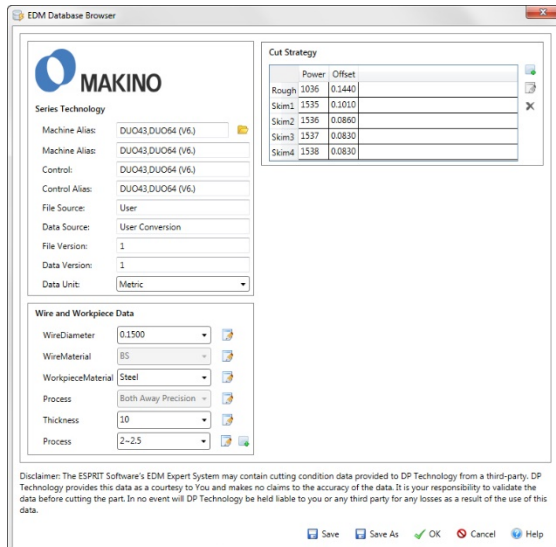 EDM Database Browser
MAKINO
Series Technology
Machine Alias: DUO43,DUO64 (V6.)
Machine Alias: DUO43,DUO64 (V6.)
Control: DUO43,DUO64 (V6.)
Control Alias: DUO43,DUO64 (V6.)
File Source: User
Data Source: User Conversion
File Version: 1
Data Version: 1
Data Unit: Metric
Wire and Workpiece Data
WireDiameter 0.1500
WireMaterial BS
WorkpieceMaterial Steel
Process Both Away Precision
Thickness 10
Process 2~2.5
Cut Strategy
Power Offset
Rough 1036 0.1440
Skim1 1535 0.1010
Skim2 1536 0.0860
Skim3 1537 0.0830
Skim4 1538 0.0830
Disclaimer: The ESPRIT Software's EDM Expert System may contain cutting condition data provided to DP Technology from a third-party. DP
Technology provides this data as a courtesy to You and makes no claims to the accuracy of the data. It is your responsibility to validate the
data before cutting the part. In no event will DP Technology be held liable to you or any third party for any losses as a result of the use of this
data.
Save Save As OK Cancel Help